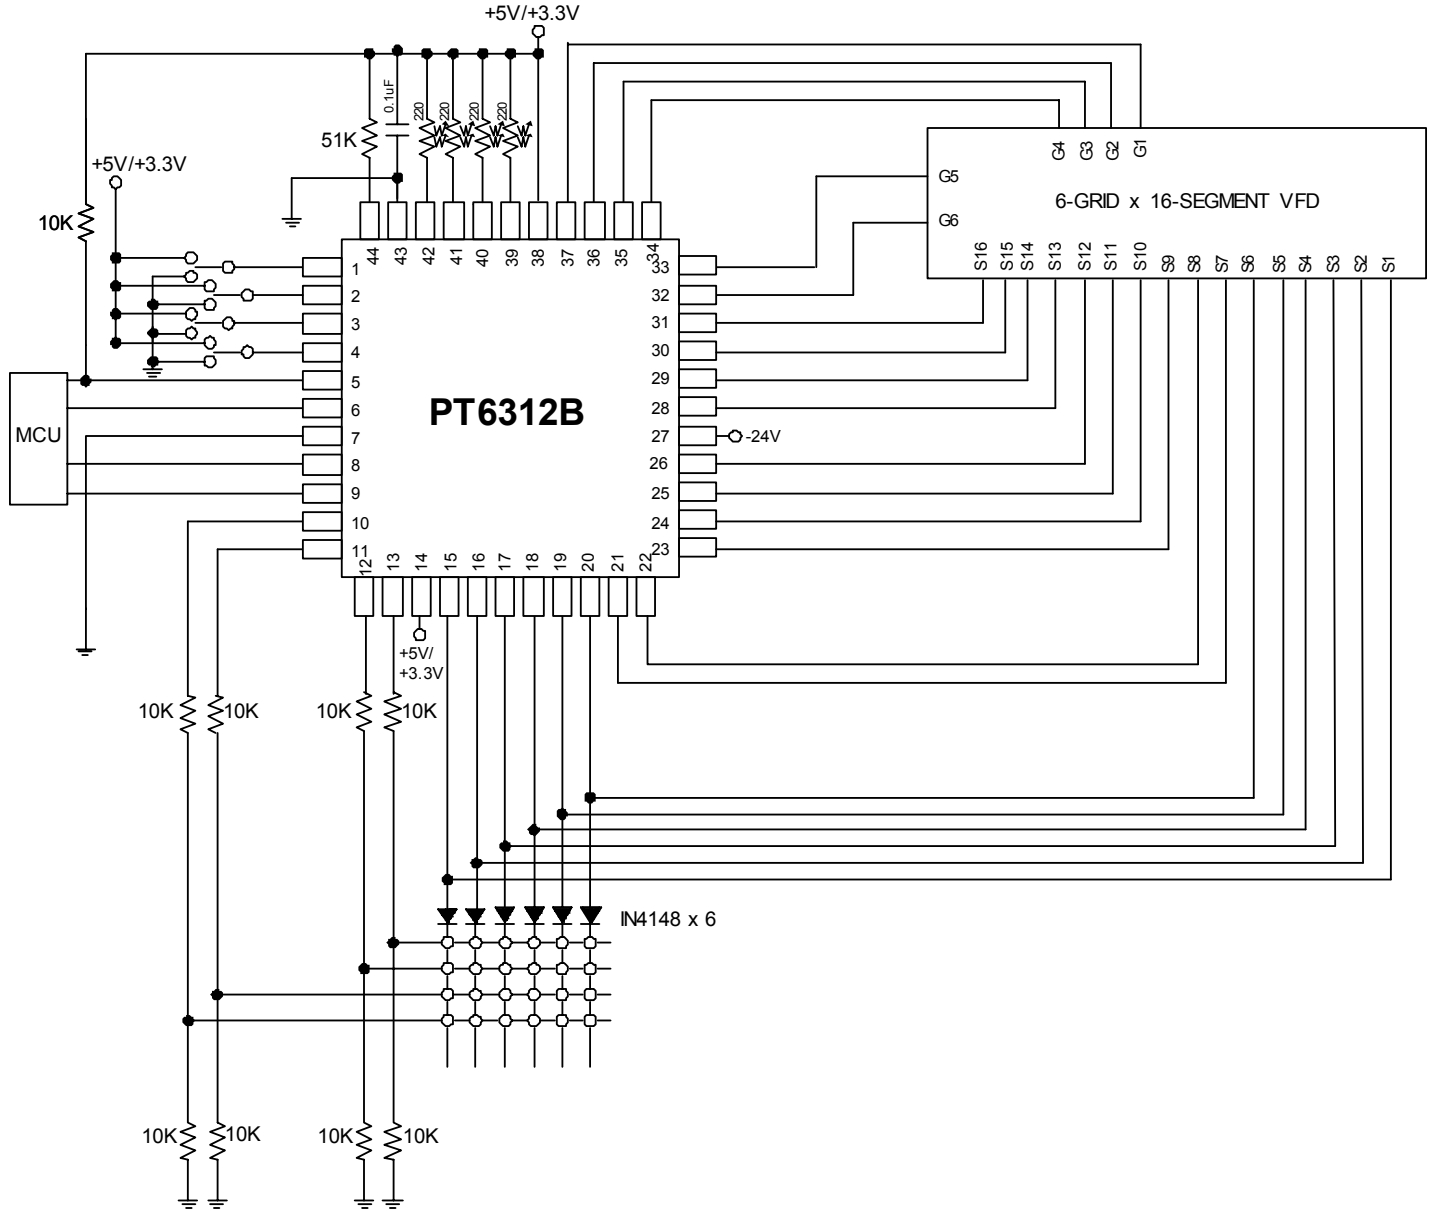 +5V/+3.3V
0.1uF
220
220
220
220
51K
+5V/+3.3V
10K
G4
G3
G2
G1
G5
G6
6-GRID x 16-SEGMENT VFD
S16
S15
S14
S13
S12
S11
S10
S9
S8
S7
S6
S5
S4
S3
S2
S1
44
43
42
41
40
39
38
37
36
35
34
1
2
3
4
5
6
7
8
9
10
11
33
32
31
30
29
28
27
26
25
24
23
PT6312B
MCU
-24V
12
13
14
15
16
17
18
19
20
21
22
+5V/
+3.3V
10K
10K
10K
10K
IN4148 x 6
10K
10K
10K
10K